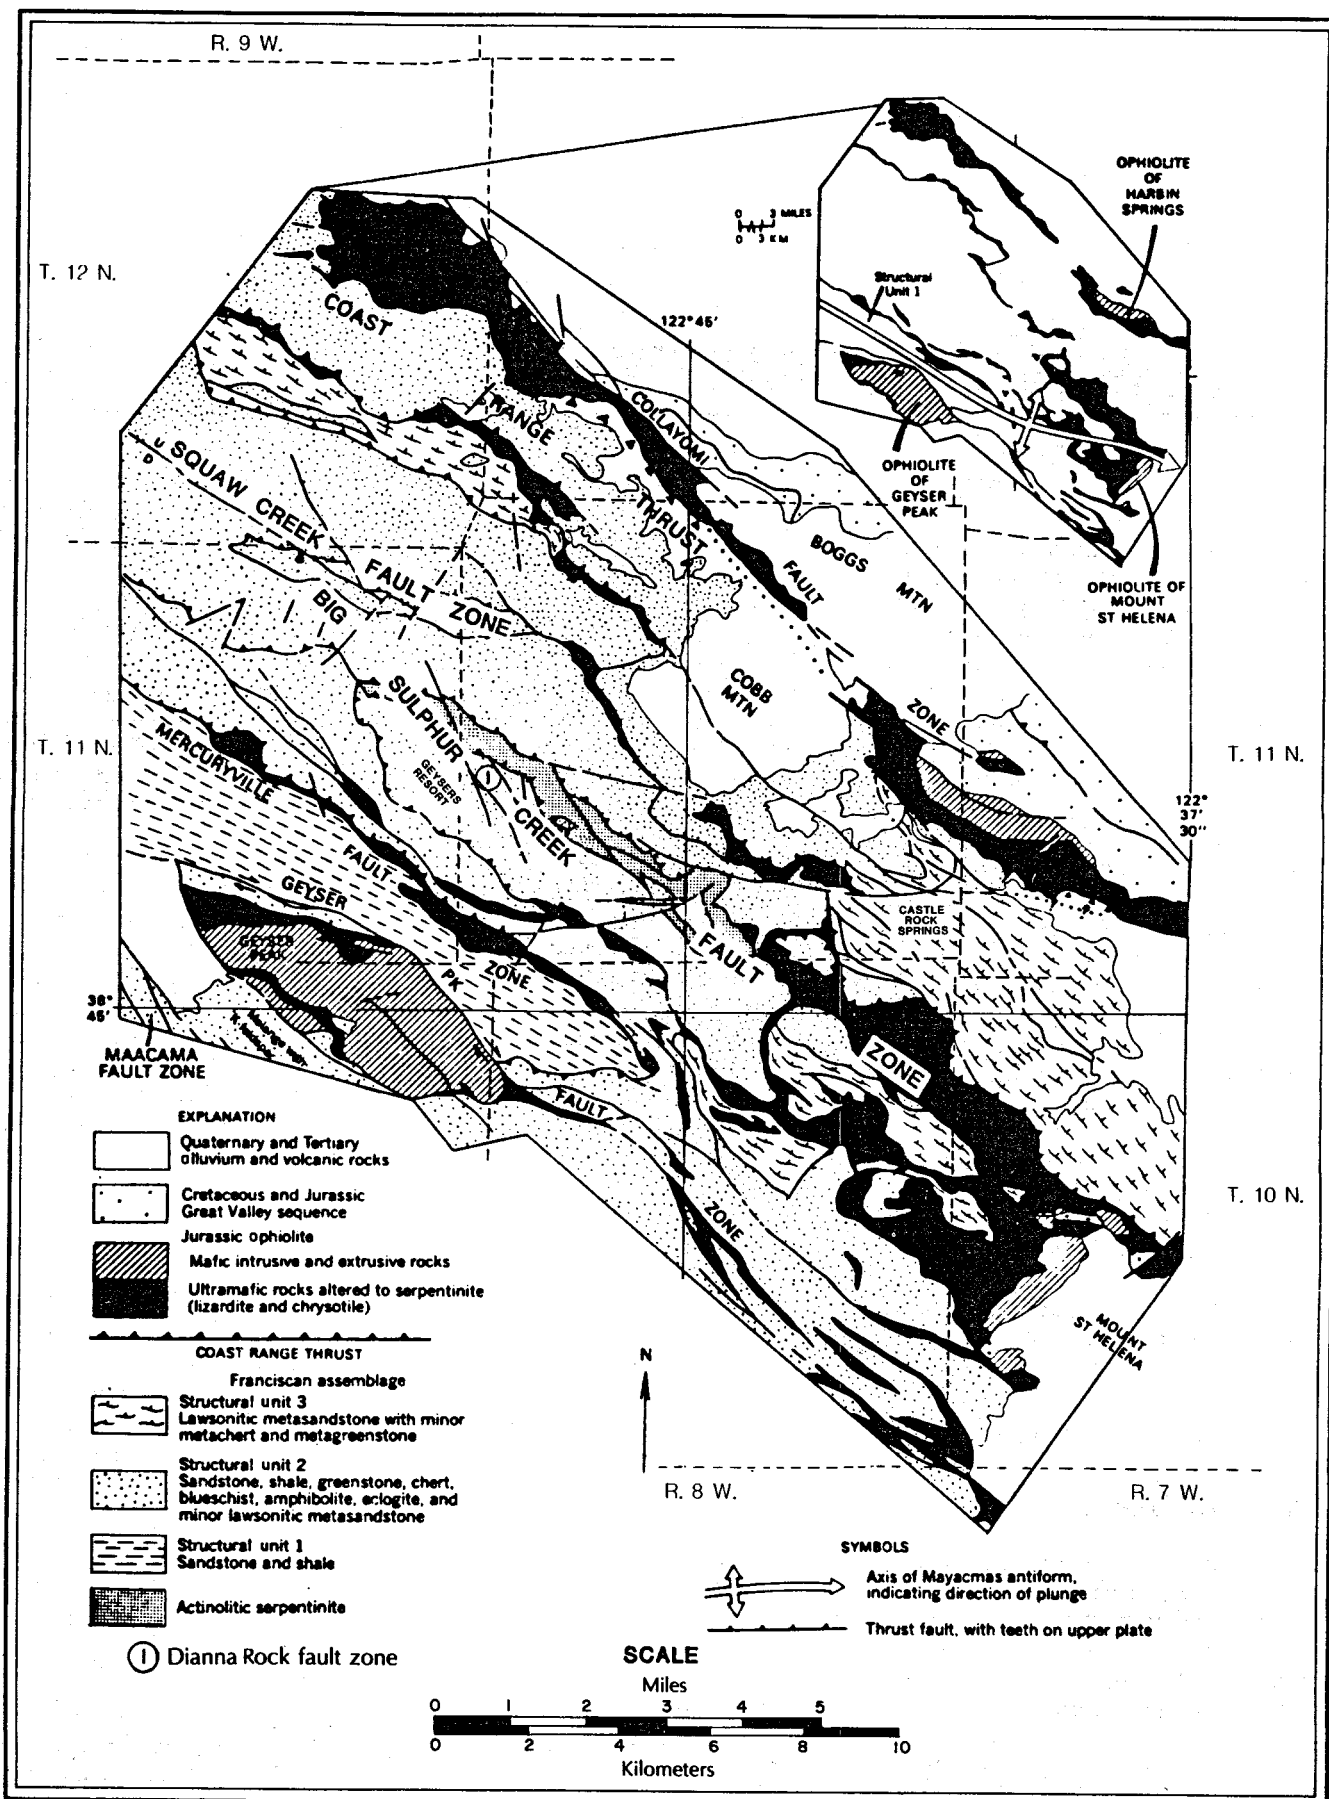 R. 9 W.
T. 12 N.
0 3 MILES
0 3 KM
OPHIOLITE
OF
HARBIN
SPRINGS
Structural
Unit 1
122°45'
OPHIOLITE
OF
GEYSER
PEAK
OPHIOLITE OF
MOUNT
ST HELENA
COAST
RANGE
THRUST
COLLAYOMI
FAULT
ZONE
BOGGS
MTN
COBB
MTN
U
D
SQUAW CREEK
FAULT ZONE
BIG
SULPHUR
CREEK
FAULT
ZONE
GEYSERS
RESORT
1
T. 11 N.
T. 11 N.
122°
37'
30"
MERCURYVILLE
FAULT
ZONE
GEYSER
PK
FAULT
ZONE
GEYSER
PEAK
CASTLE
ROCK
SPRINGS
?
38°
45'
MAACAMA
FAULT ZONE
MOUNT
ST HELENA
T. 10 N.
EXPLANATION
Quaternary and Tertiary
alluvium and volcanic rocks
Cretaceous and Jurassic
Great Valley sequence
Jurassic ophiolite
Mafic intrusive and extrusive rocks
Ultramafic rocks altered to serpentinite
(lizardite and chrysotile)
COAST RANGE THRUST
Franciscan assemblage
Structural unit 3
Lawsonitic metasandstone with minor
metachert and metagreenstone
Structural unit 2
Sandstone, shale, greenstone, chert,
blueschist, amphibolite, eclogite, and
minor lawsonitic metasandstone
Structural unit 1
Sandstone and shale
Actinolitic serpentinite
1 Dianna Rock fault zone
N
R. 8 W.
R. 7 W.
SYMBOLS
Axis of Mayacmas antiform,
indicating direction of plunge
Thrust fault, with teeth on upper plate
SCALE
Miles
0 1 2 3 4 5
0 2 4 6 8 10
Kilometers